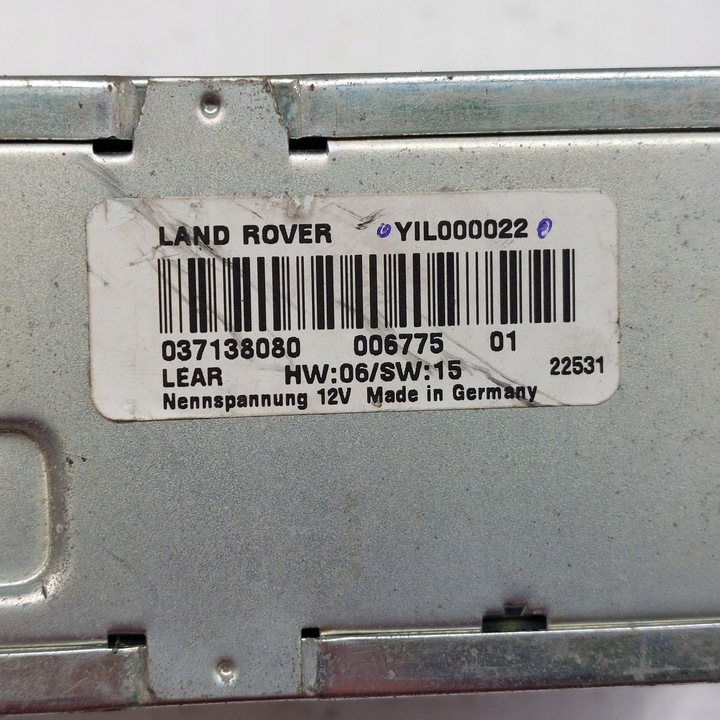 LAND ROVER YIL000022
037138080 006775 01
LEAR HW:06/SW:15 22531
Nennspannung 12V Made in Germany